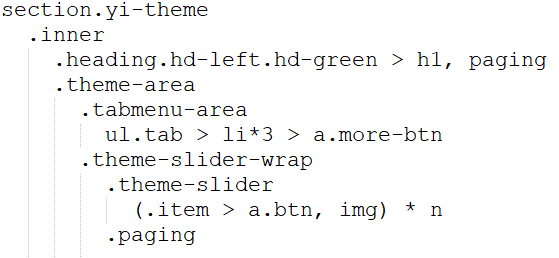 section.yi-theme
.inner
.heading.hd-left.hd-green > h1, paging
.theme-area
.tabmenu-area
ul.tab > li*3 > a.more-btn
.theme-slider-wrap
.theme-slider
(.item > a.btn, img) * n
.paging